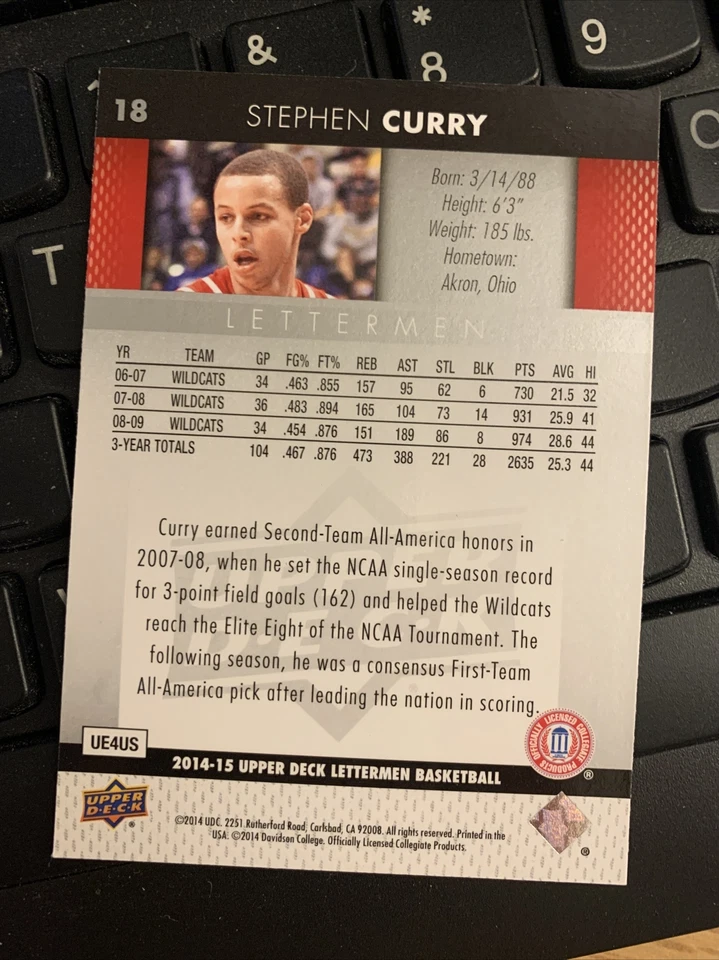 &
*
8
9
T
18 STEPHEN CURRY
Born: 3/14/88
Height: 6'3"
Weight: 185 lbs.
Hometown:
Akron, Ohio
LETTERMEN
YR TEAM GP FG% FT% REB AST STL BLK PTS AVG HI
06-07 WILDCATS 34 .463 .855 157 95 62 6 730 21.5 32
07-08 WILDCATS 36 .483 .894 165 104 73 14 931 25.9 41
08-09 WILDCATS 34 .454 .876 151 189 86 8 974 28.6 44
3-YEAR TOTALS 104 .467 .876 473 388 221 28 2635 25.3 44
UPPER
DECK
Curry earned Second-Team All-America honors in
2007-08, when he set the NCAA single-season record
for 3-point field goals (162) and helped the Wildcats
reach the Elite Eight of the NCAA Tournament. The
following season, he was a consensus First-Team
All-America pick after leading the nation in scoring.
OFFICIALLY LICENSED COLLEGIATE PRODUCTS ®
UE4US
2014-15 UPPER DECK LETTERMEN BASKETBALL
UPPER
D·E·C·K ®
©2014 UDC. 2251 Rutherford Road, Carlsbad, CA 92008. All rights reserved. Printed in the
USA. ©2014 Davidson College. Officially Licensed Collegiate Products.
®